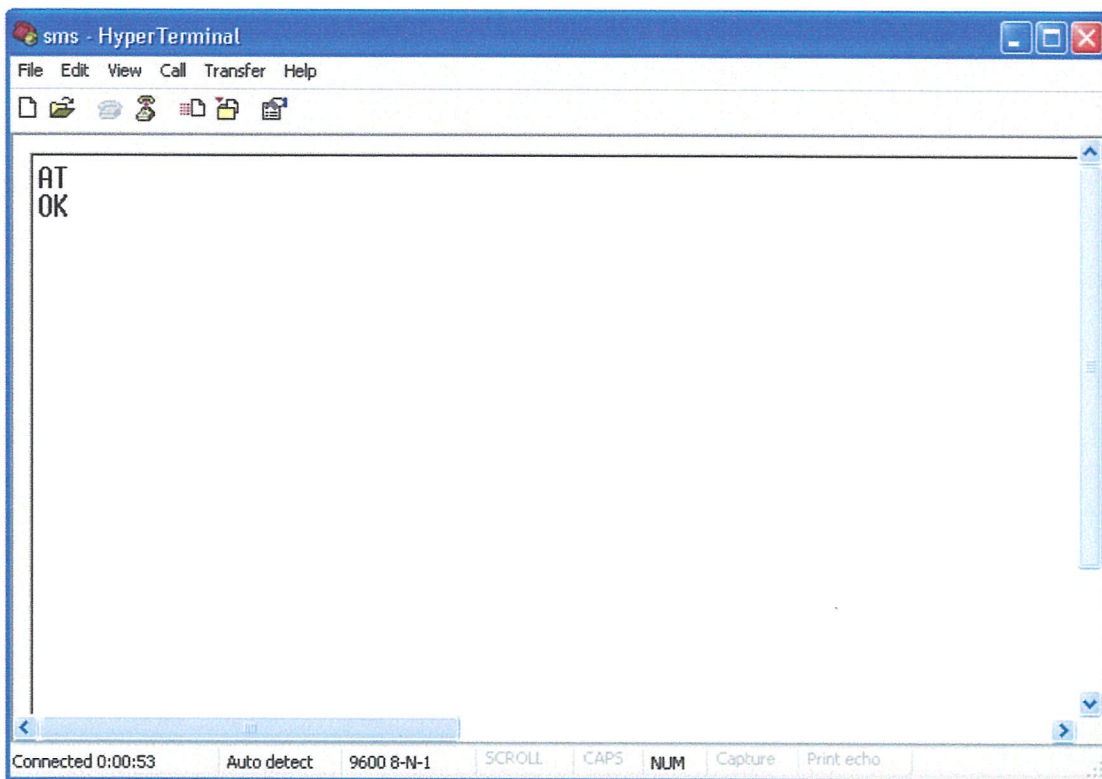 sms - HyperTerminal
File Edit View Call Transfer Help
AT
OK
Connected 0:00:53 Auto detect 9600 8-N-1 SCROLL CAPS NUM Capture Print echo